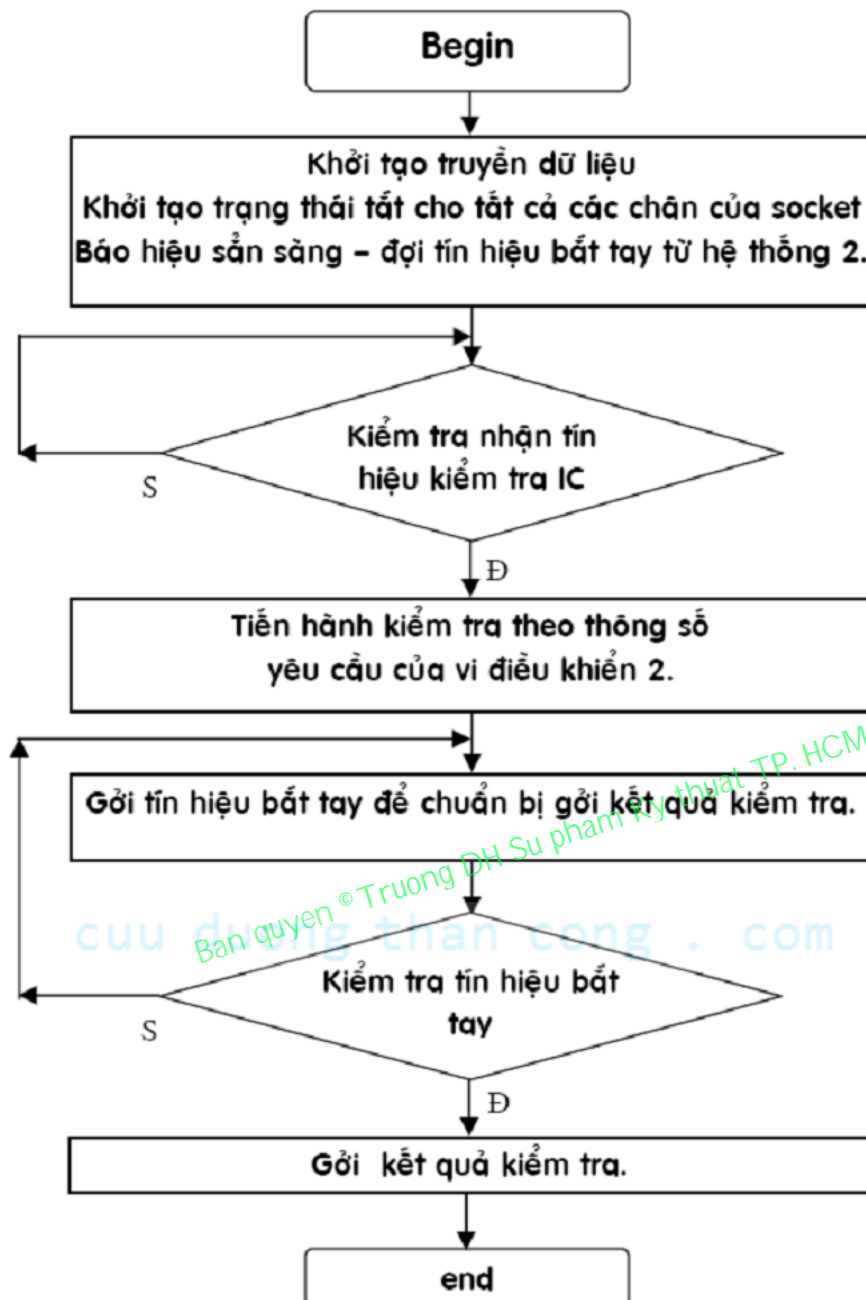 Begin
Khởi tạo truyền dữ liệu
Khởi tạo trạng thái tắt cho tất cả các chân của socket
Báo hiệu sẳn sàng – đợi tín hiệu bắt tay từ hệ thống 2.
Kiểm tra nhận tín
hiệu kiểm tra IC
S
Đ
Tiến hành kiểm tra theo thông số
yêu cầu của vi điều khiển 2.
Gởi tín hiệu bắt tay để chuẩn bị gởi kết quả kiểm tra.
Ban quyen © Truong DH Su pham Ky thuat TP. HCM
cuu duong than cong . com
Kiểm tra tín hiệu bắt
tay
S
Đ
Gởi kết quả kiểm tra.
end